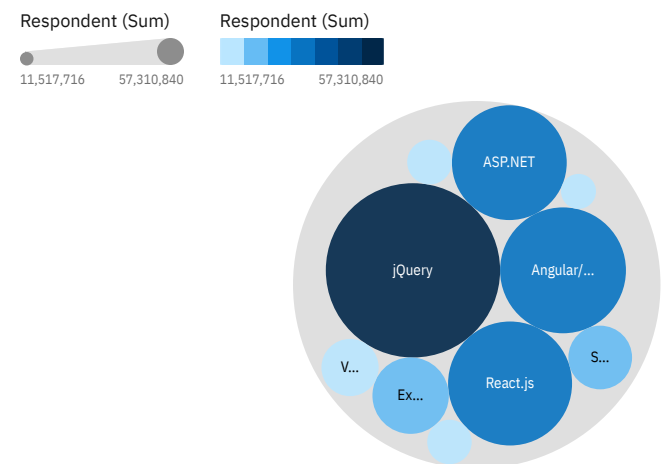 Respondent (Sum)
11,517,716 57,310,840
Respondent (Sum)
11,517,716 57,310,840
ASP.NET
jQuery
Angular/...
S...
V...
React.js
Ex...